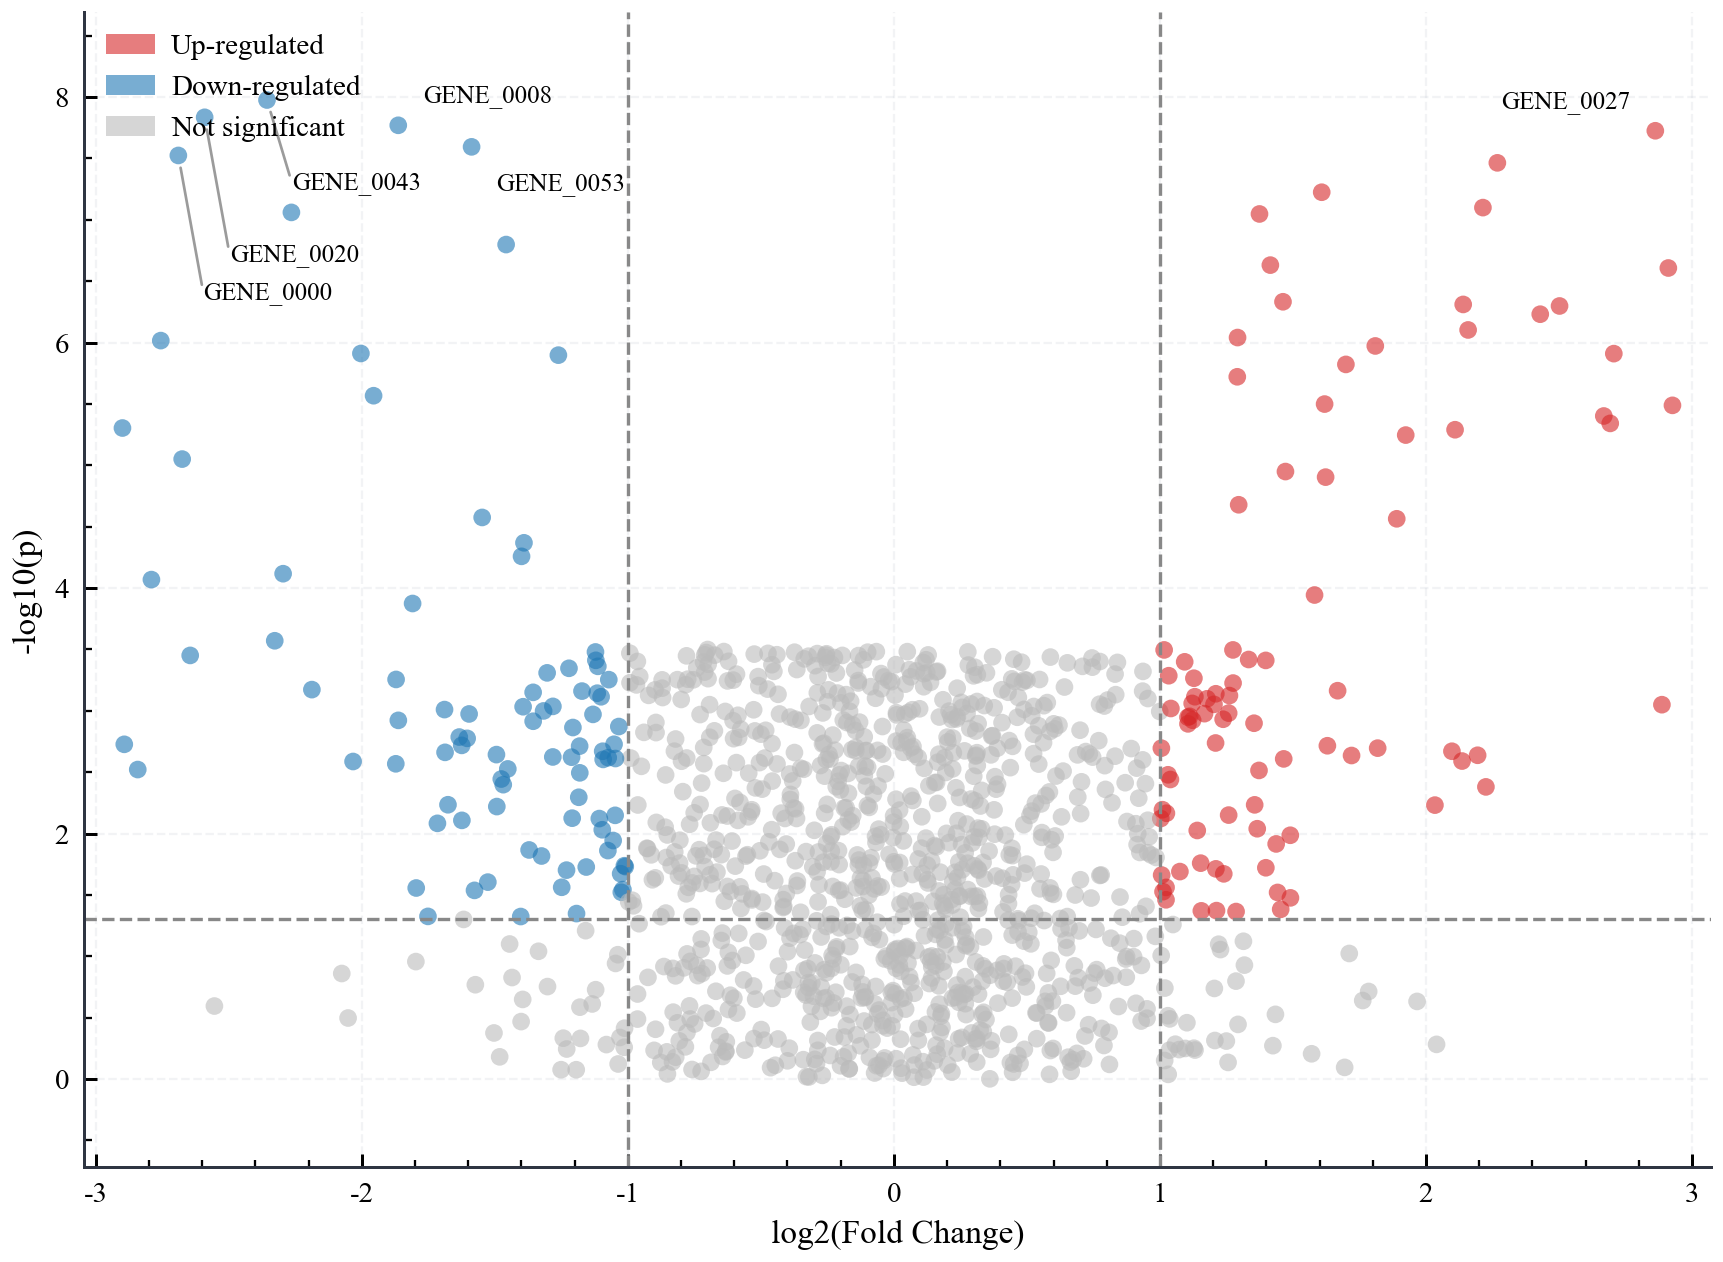 Up-regulated
Down-regulated
Not significant
GENE_0008
GENE_0027
GENE_0043
GENE_0053
GENE_0020
GENE_0000
8
6
4
2
0
-log10(p)
-3
-2
-1
0
1
2
3
log2(Fold Change)